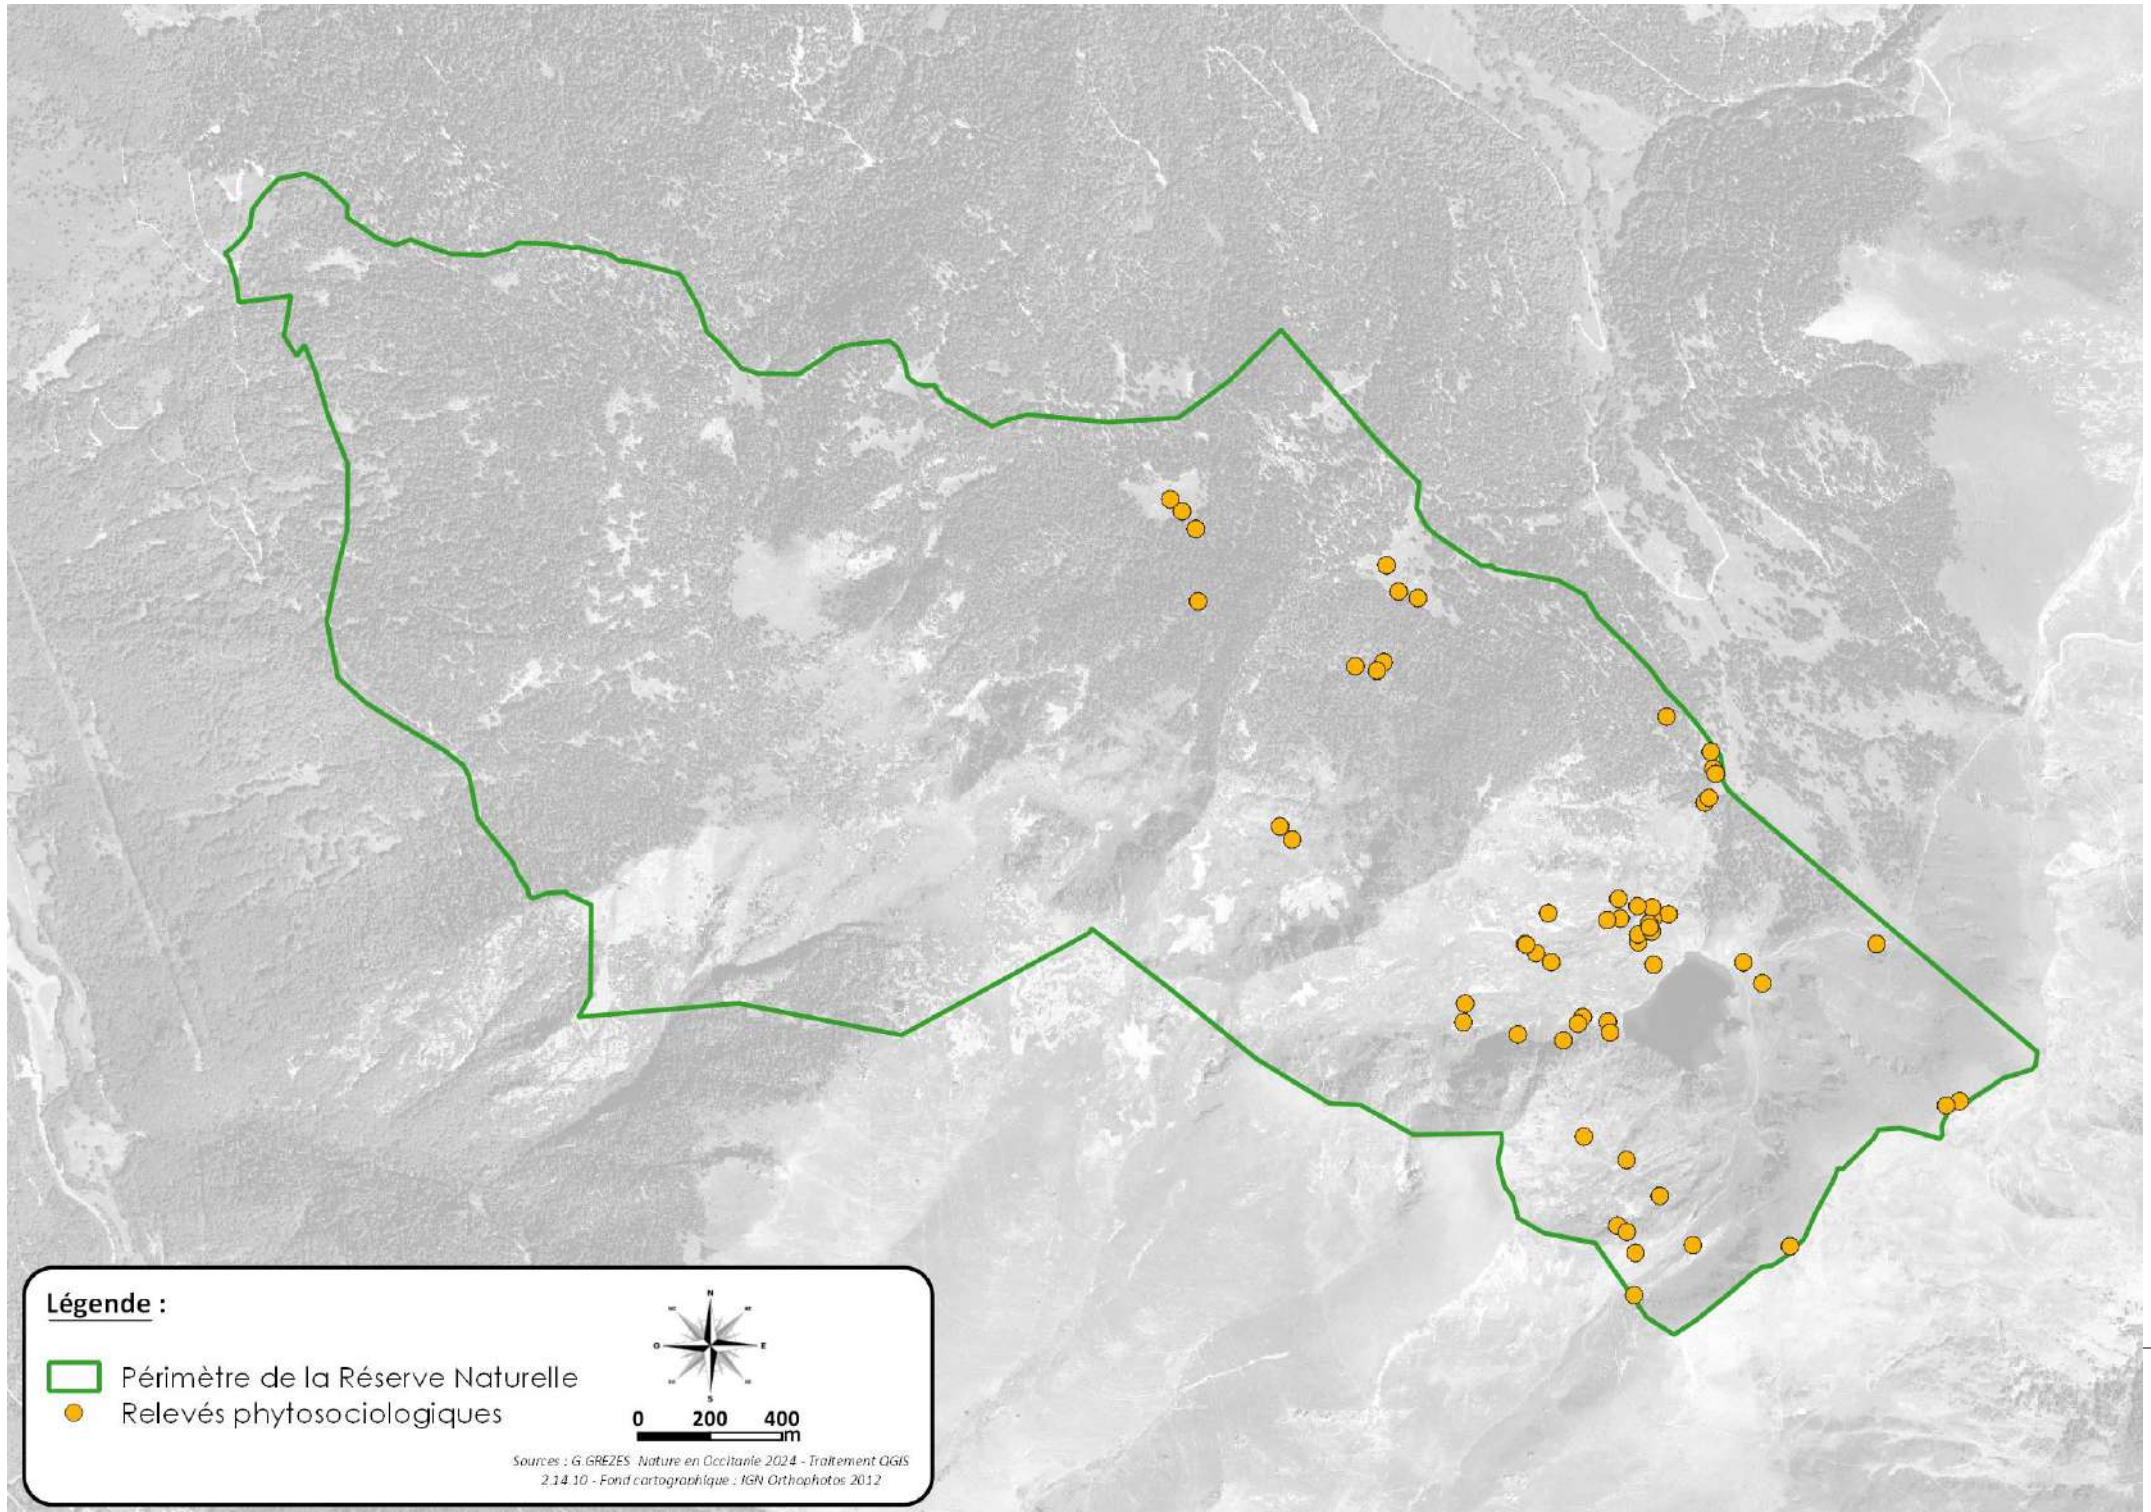 Légende :
N
O
E
S
Périmètre de la Réserve Naturelle
Relevés phytosociologiques
0 200 400
m
Sources : G.GREZES Nature en Occitanie 2024 - Traitement QGIS
2.14.10 - Fond cartographique : IGN Orthophotos 2012